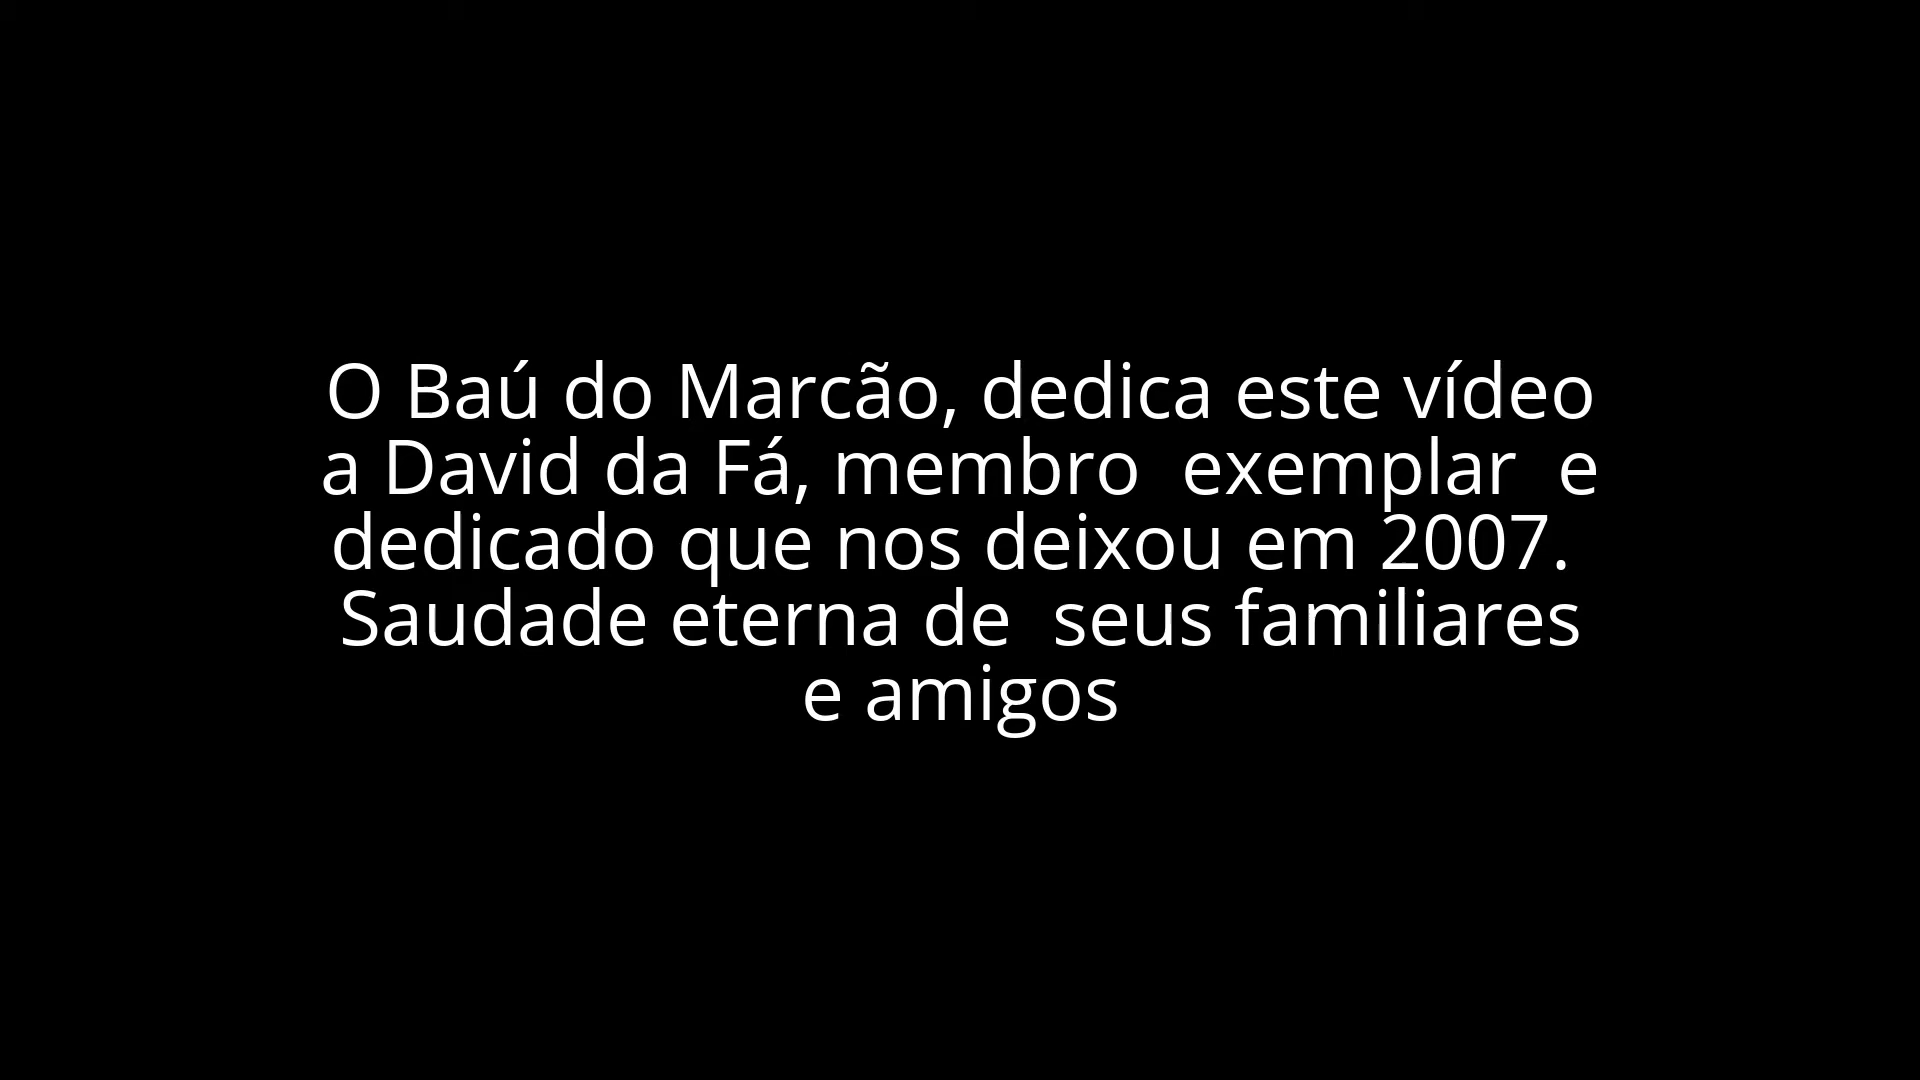 O Baú do Marcão, dedica este vídeo
a David da Fá, membro  exemplar  e
dedicado que nos deixou em 2007.
Saudade eterna de  seus familiares
e amigos